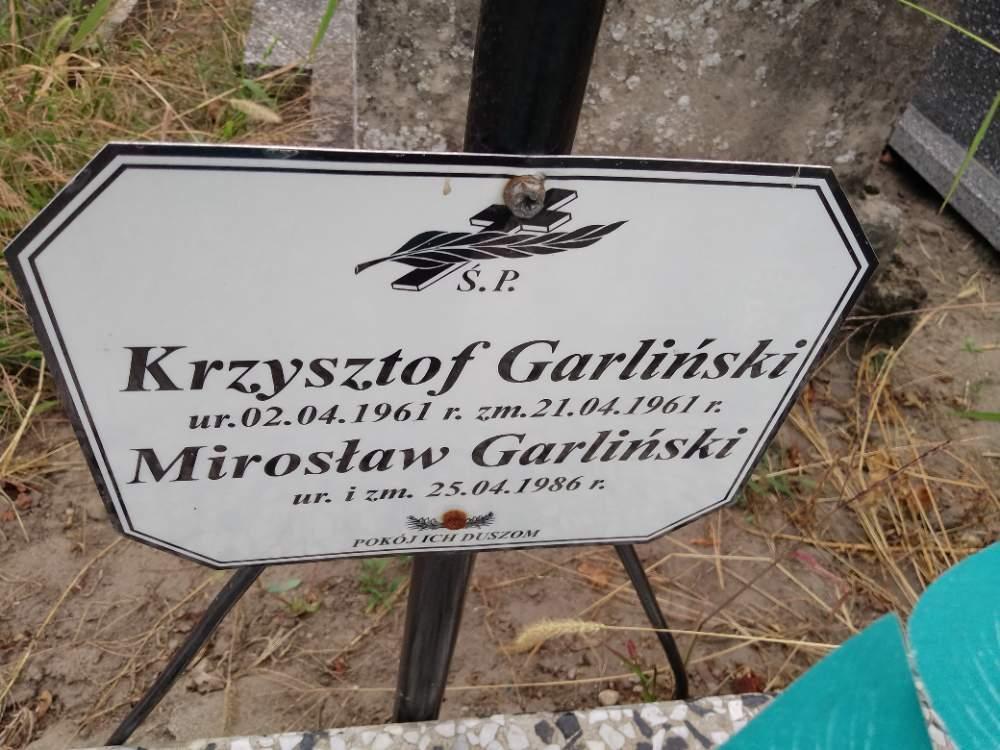 Ś.P.
Krzysztof Garliński
ur.02.04.1961 r. zm.21.04.1961 r.
Mirosław Garliński
ur. i zm. 25.04.1986 r.
POKÓJ ICH DUSZOM